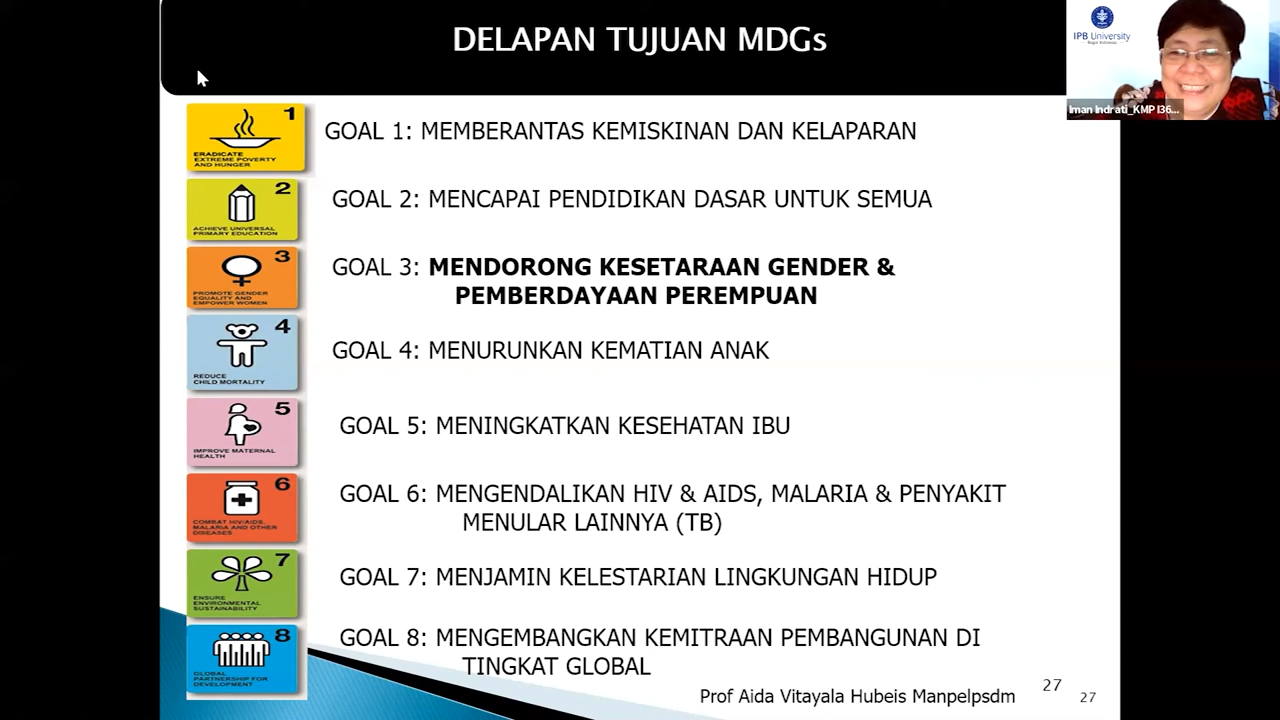 DELAPAN TUJUAN MDGs
IPB University
Bogor Indonesia
Iman Indrati_KMP I36...
1
ERADICATE
EXTREME POVERTY
AND HUNGER
GOAL 1: MEMBERANTAS KEMISKINAN DAN KELAPARAN
2
ACHIEVE UNIVERSAL
PRIMARY EDUCATION
GOAL 2: MENCAPAI PENDIDIKAN DASAR UNTUK SEMUA
3
PROMOTE GENDER
EQUALITY AND
EMPOWER WOMEN
GOAL 3: MENDORONG KESETARAAN GENDER &
PEMBERDAYAAN PEREMPUAN
4
REDUCE
CHILD MORTALITY
GOAL 4: MENURUNKAN KEMATIAN ANAK
5
IMPROVE MATERNAL
HEALTH
GOAL 5: MENINGKATKAN KESEHATAN IBU
6
COMBAT HIV/AIDS,
MALARIA AND OTHER
DISEASES
GOAL 6: MENGENDALIKAN HIV & AIDS, MALARIA & PENYAKIT
MENULAR LAINNYA (TB)
7
ENSURE
ENVIRONMENTAL
SUSTAINABILITY
GOAL 7: MENJAMIN KELESTARIAN LINGKUNGAN HIDUP
8
GLOBAL
PARTNERSHIP FOR
DEVELOPMENT
GOAL 8: MENGEMBANGKAN KEMITRAAN PEMBANGUNAN DI
TINGKAT GLOBAL
Prof Aida Vitayala Hubeis Manpelpsdm
27
27